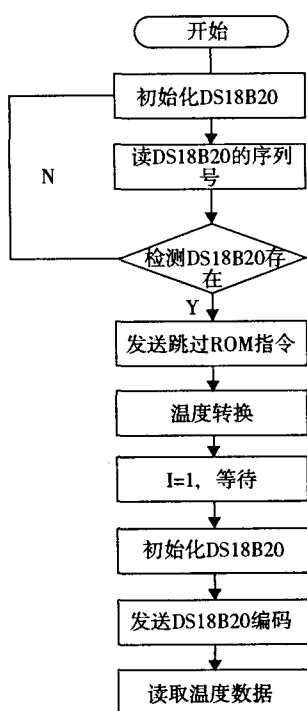 开始
初始化DS18B20
读DS18B20的序列
号
N
检测DS18B20存
在
Y
发送跳过ROM指令
温度转换
I=1, 等待
初始化DS18B20
发送DS18B20编码
读取温度数据